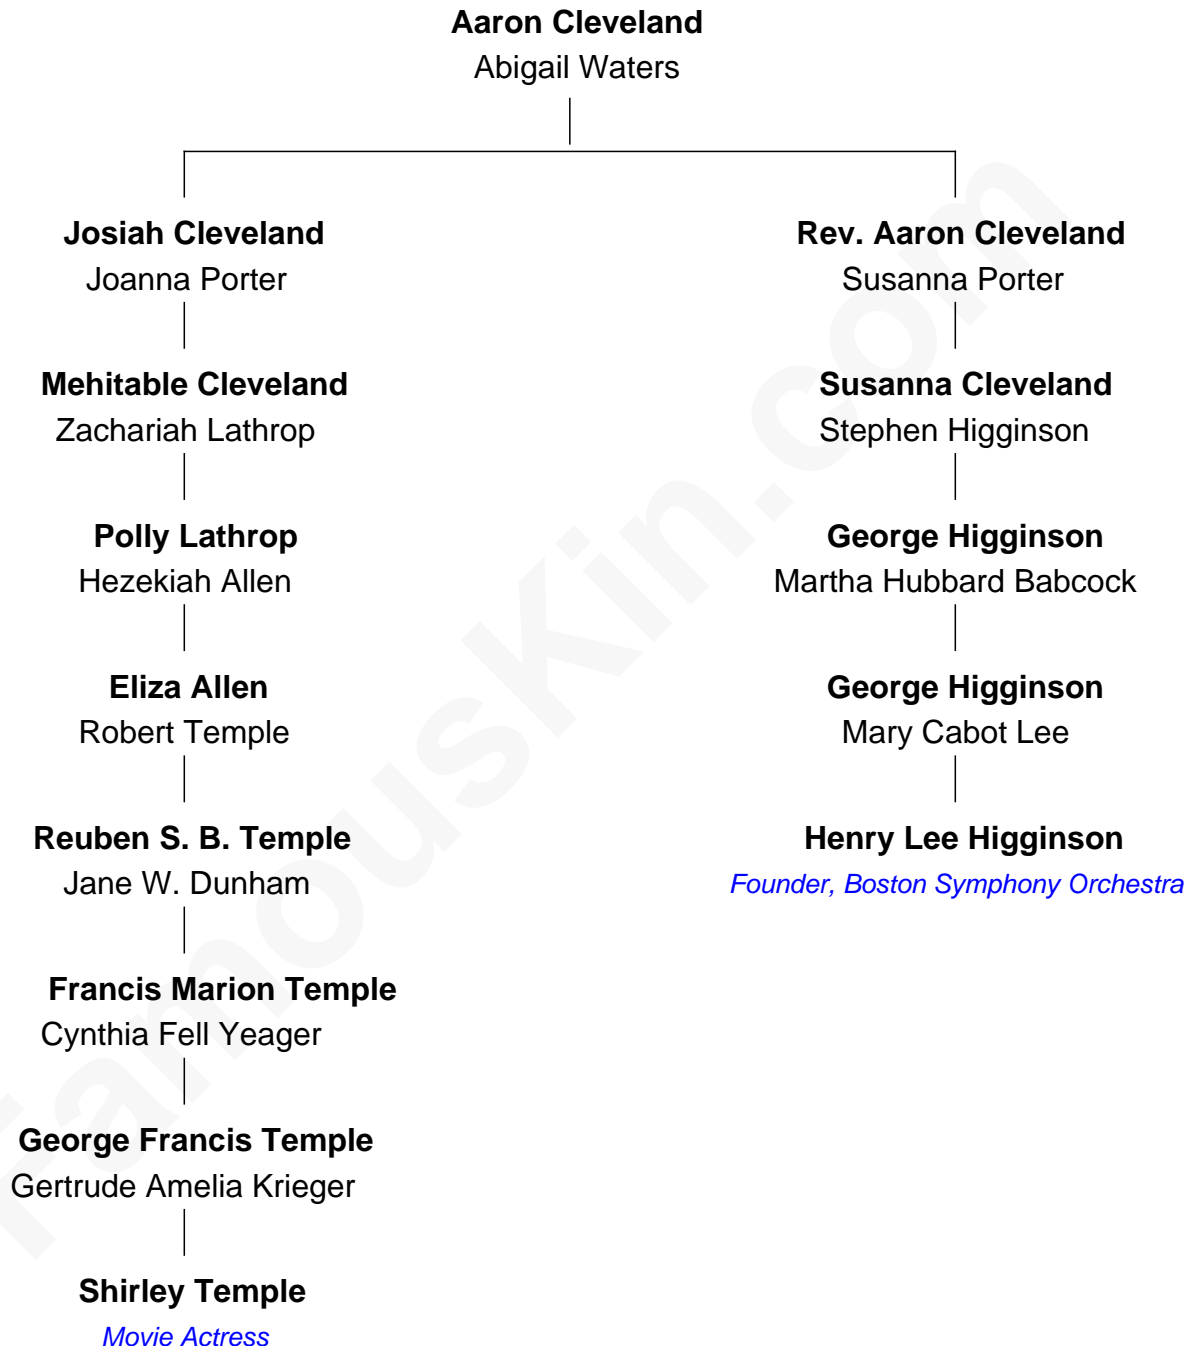 Aaron Cleveland
Abigail Waters
Josiah Cleveland
Joanna Porter
Rev. Aaron Cleveland
Susanna Porter
Mehitable Cleveland
Zachariah Lathrop
Susanna Cleveland
Stephen Higginson
Polly Lathrop
Hezekiah Allen
George Higginson
Martha Hubbard Babcock
Eliza Allen
Robert Temple
George Higginson
Mary Cabot Lee
Reuben S. B. Temple
Jane W. Dunham
Henry Lee Higginson
Founder, Boston Symphony Orchestra
Francis Marion Temple
Cynthia Fell Yeager
George Francis Temple
Gertrude Amelia Krieger
Shirley Temple
Movie Actress
FamousKin.com